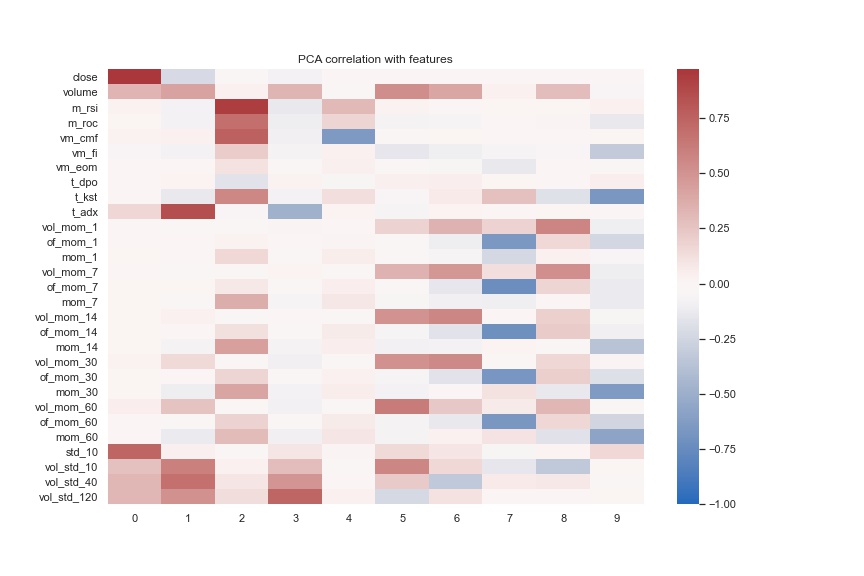 PCA correlation with features
close
volume
m_rsi
m_roc
vm_cmf
vm_fi
vm_eom
t_dpo
t_kst
t_adx
vol_mom_1
of_mom_1
mom_1
vol_mom_7
of_mom_7
mom_7
vol_mom_14
of_mom_14
mom_14
vol_mom_30
of_mom_30
mom_30
vol_mom_60
of_mom_60
mom_60
std_10
vol_std_10
vol_std_40
vol_std_120
0 1 2 3 4 5 6 7 8 9
0.75
0.50
0.25
0.00
−0.25
−0.50
−0.75
−1.00